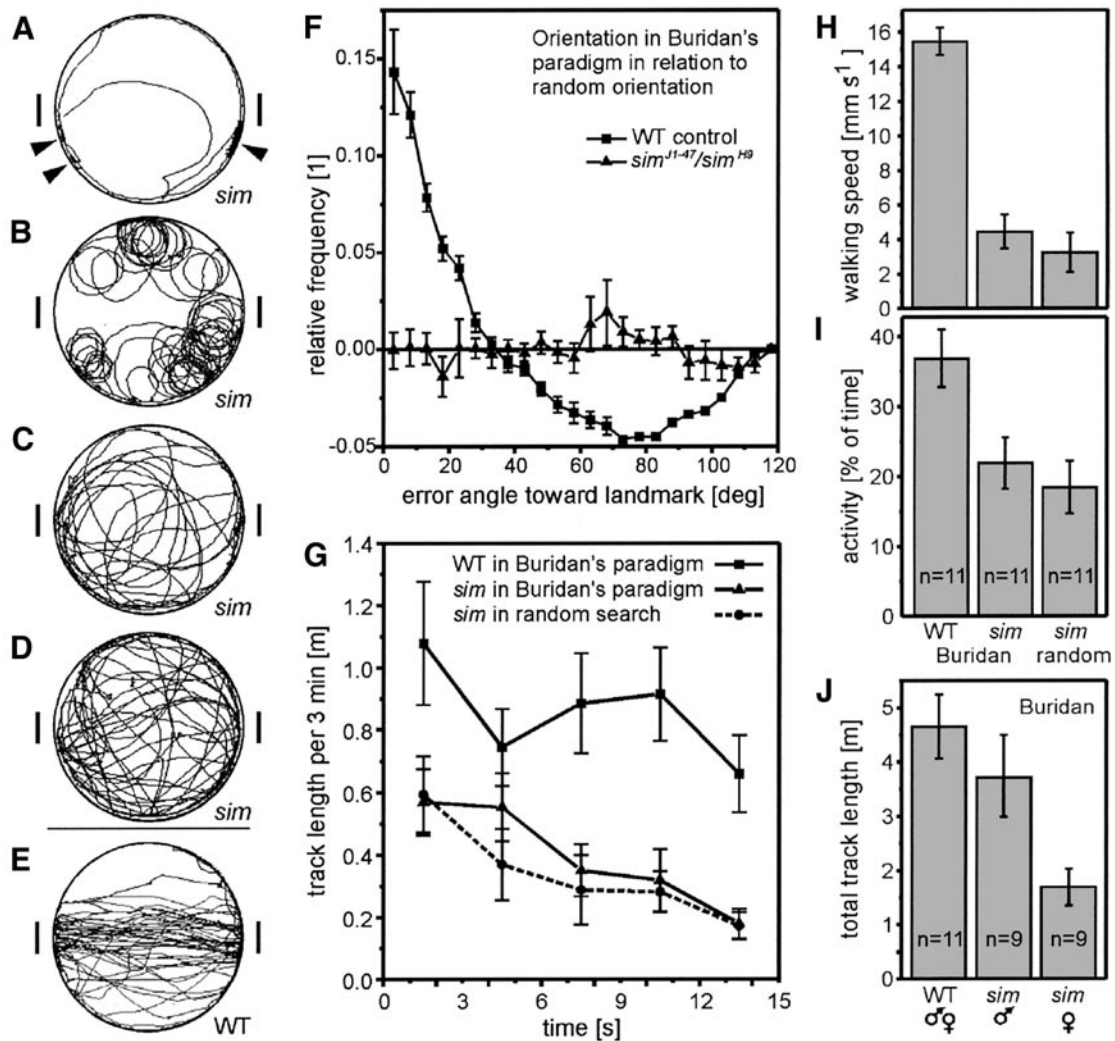 A
sim
B
sim
C
sim
D
sim
E
WT
F
Orientation in Buridan's
paradigm in relation to
random orientation
WT control
sim J1-47/sim H9
0.15
0.10
0.05
0.00
-0.05
relative frequency [1]
0 20 40 60 80 100 120
error angle toward landmark [deg]
G
WT in Buridan's paradigm
sim in Buridan's paradigm
sim in random search
1.4
1.2
1.0
0.8
0.6
0.4
0.2
0.0
track length per 3 min [m]
0 3 6 9 12 15
time [s]
H
16
14
12
10
8
6
4
2
0
walking speed [mm s1]
I
40
30
20
10
0
activity [% of time]
n=11 n=11 n=11
WT sim sim
Buridan random
J
Buridan
5
4
3
2
1
0
total track length [m]
n=11 n=9 n=9
WT sim sim
♂♀ ♂ ♀